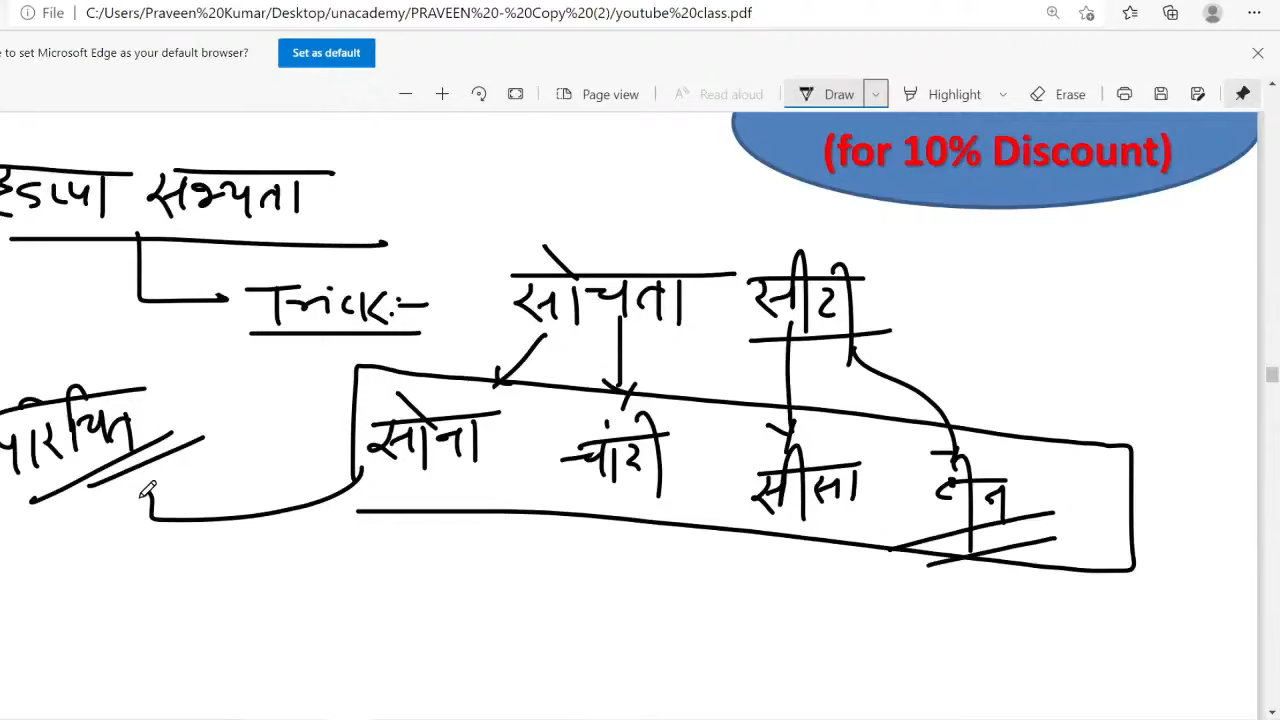 File | C:/Users/Praveen%20Kumar/Desktop/unacademy/PRAVEEN%20-%20Copy%20(2)/youtube%20class.pdf
e to set Microsoft Edge as your default browser? Set as default
Page view Read aloud Draw Highlight Erase
(for 10% Discount)
हडप्पा सभ्यता
Trick:- सोचता सीटी
परिचित
सोना चांदी सीसा टीन